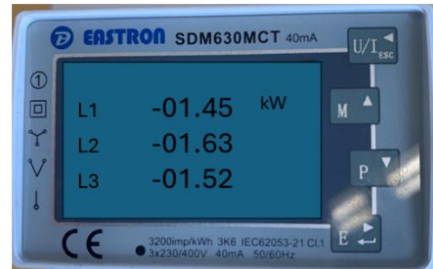 EASTRON SDM630MCT 40mA
U/I ESC
L1 -01.45 kW
M
L2 -01.63
P
L3 -01.52
E
CE
3200imp/kWh 3K6 IEC62053-21 Cl.1
3x230/400V 40mA 50/60Hz
1